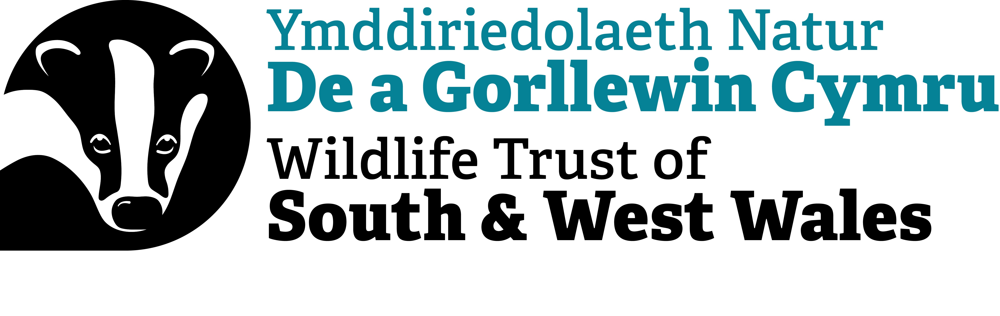 Ymddiriedolaeth Natur
De a Gorllewin Cymru
Wildlife Trust of
South & West Wales